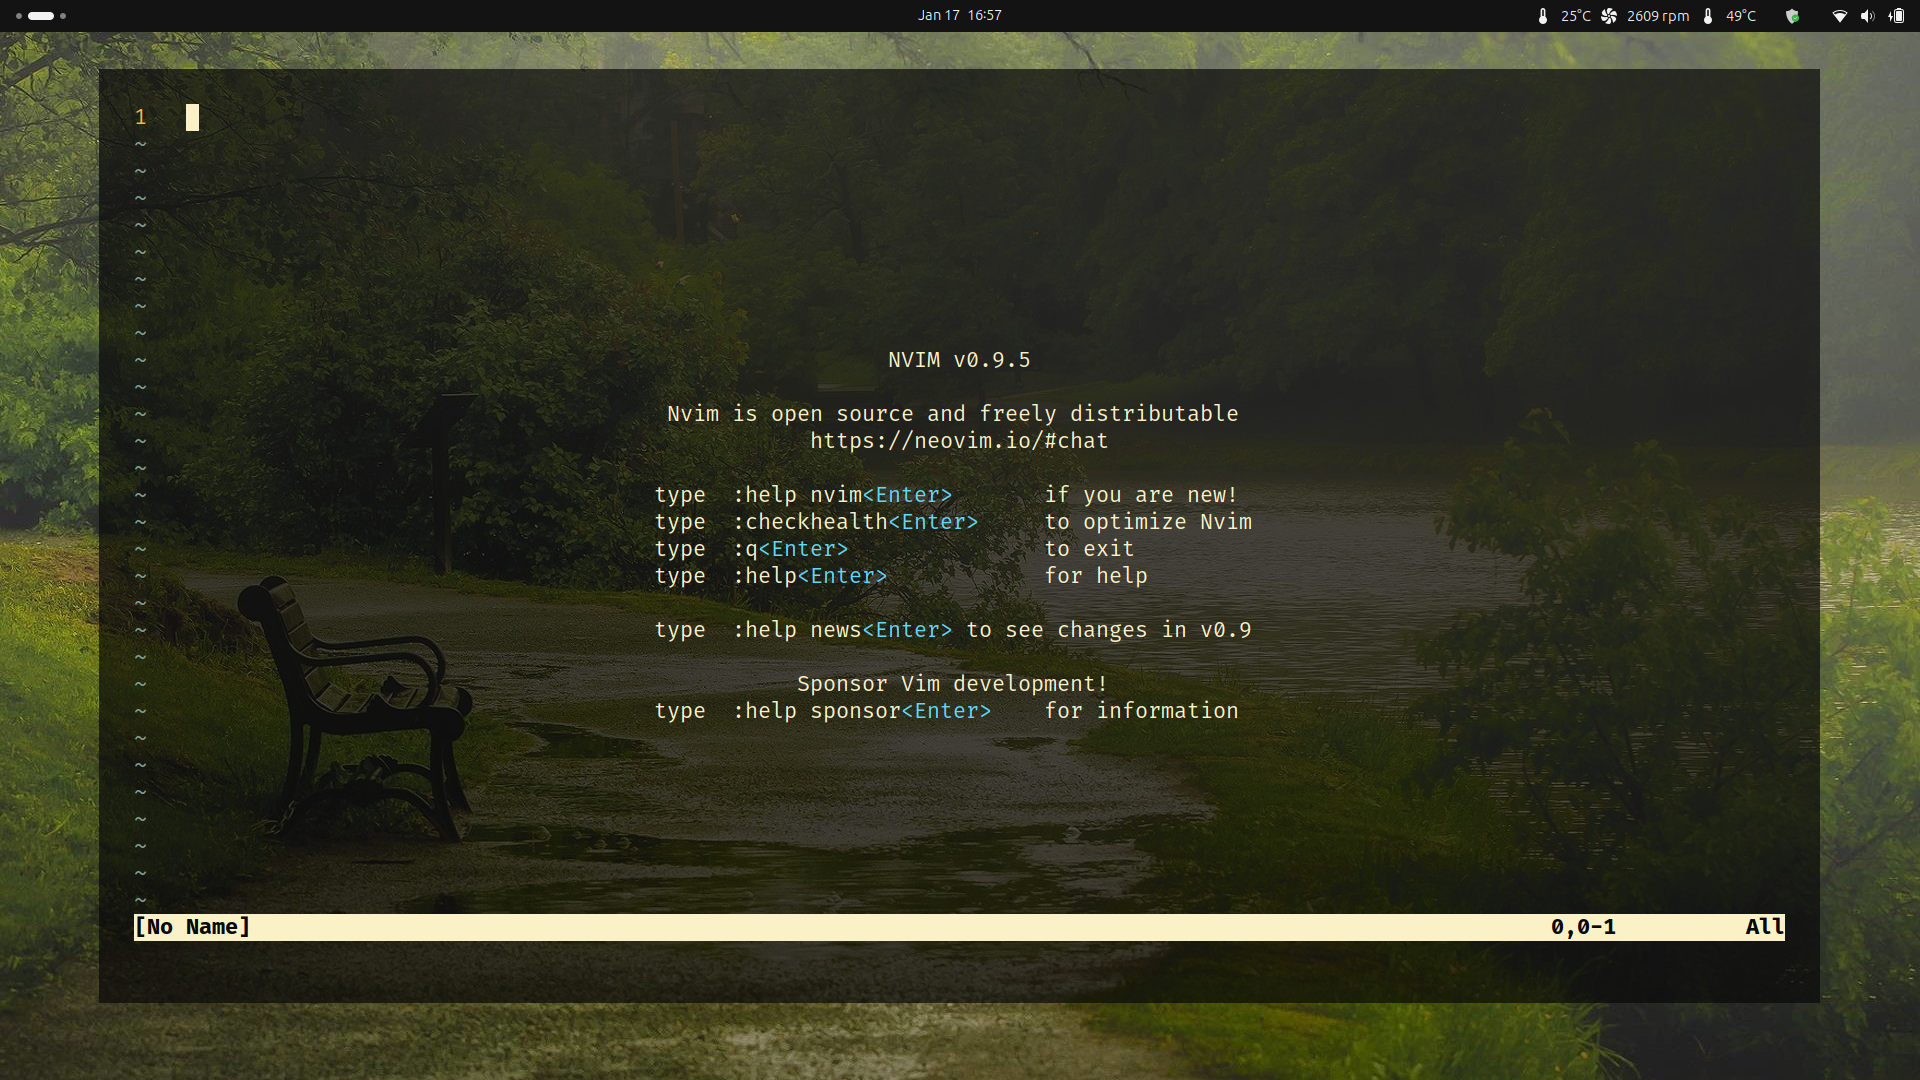 Jan 17 16:57
25°C 2609 rpm 49°C
1
~
~
~
~
~
~
~
~
~ NVIM v0.9.5
~
~ Nvim is open source and freely distributable
~ https://neovim.io/#chat
~
~ type :help nvim<Enter> if you are new!
~ type :checkhealth<Enter> to optimize Nvim
~ type :q<Enter> to exit
~ type :help<Enter> for help
~
~ type :help news<Enter> to see changes in v0.9
~
~ Sponsor Vim development!
~ type :help sponsor<Enter> for information
~
~
~
~
~
~
~
[No Name] 0,0-1 All